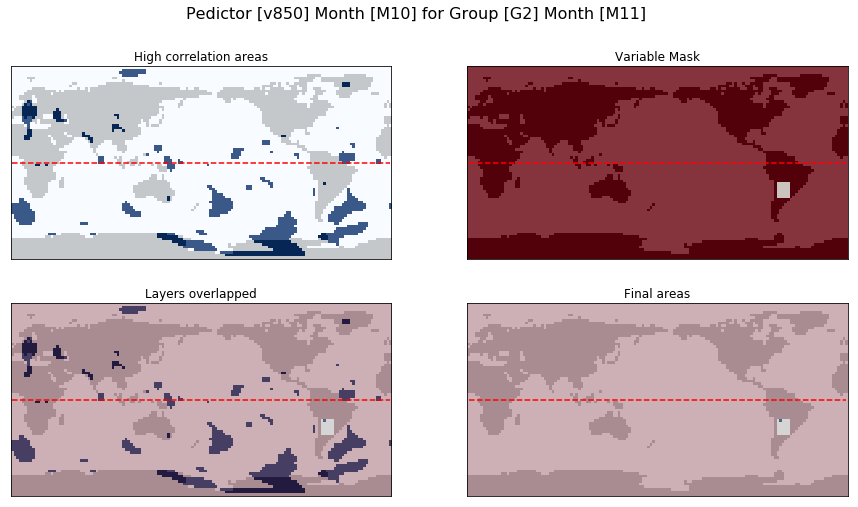 Pedictor [v850] Month [M10] for Group [G2] Month [M11]
High correlation areas
Variable Mask
Layers overlapped
Final areas